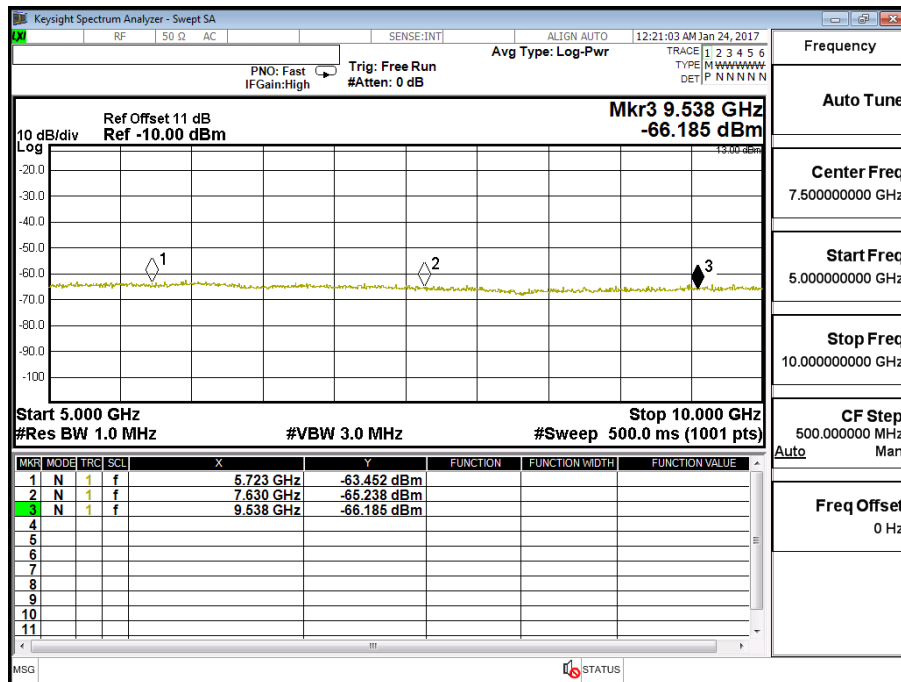 Keysight Spectrum Analyzer - Swept SA
LXI RF 50 Ω AC SENSE:INT ALIGN AUTO 12:21:03 AM Jan 24, 2017
Avg Type: Log-Pwr
TRACE 1 2 3 4 5 6
TYPE M W W W W W
DET P N N N N N
PNO: Fast
IFGain:High
Trig: Free Run
#Atten: 0 dB
Mkr3 9.538 GHz
-66.185 dBm
Ref Offset 11 dB
10 dB/div Ref -10.00 dBm
Log
13.00 dBm
-20.0
-30.0
-40.0
-50.0
-60.0
-70.0
-80.0
-90.0
-100
1
2
3
Start 5.000 GHz Stop 10.000 GHz
#Res BW 1.0 MHz #VBW 3.0 MHz #Sweep 500.0 ms (1001 pts)
MKR MODE TRC SCL X Y FUNCTION FUNCTION WIDTH FUNCTION VALUE
1 N 1 f 5.723 GHz -63.452 dBm
2 N 1 f 7.630 GHz -65.238 dBm
3 N 1 f 9.538 GHz -66.185 dBm
4
5
6
7
8
9
10
11
MSG STATUS
Frequency
Auto Tune
Center Freq
7.500000000 GHz
Start Freq
5.000000000 GHz
Stop Freq
10.000000000 GHz
CF Step
500.000000 MHz
Auto Man
Freq Offset
0 Hz